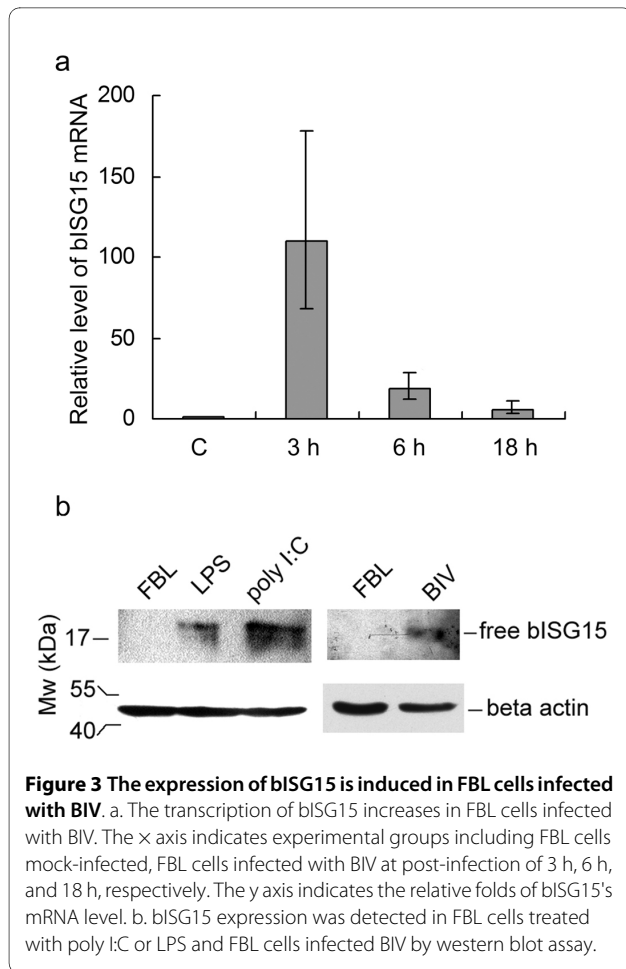 a
200
150
100
50
0
Relative level of bISG15 mRNA
C 3 h 6 h 18 h
b
FBL LPS poly I:C FBL BIV
17 free bISG15
Mw (kDa)
55
40
beta actin
Figure 3 The expression of bISG15 is induced in FBL cells infected
with BIV. a. The transcription of bISG15 increases in FBL cells infected
with BIV. The × axis indicates experimental groups including FBL cells
mock-infected, FBL cells infected with BIV at post-infection of 3 h, 6 h,
and 18 h, respectively. The y axis indicates the relative folds of bISG15's
mRNA level. b. bISG15 expression was detected in FBL cells treated
with poly I:C or LPS and FBL cells infected BIV by western blot assay.